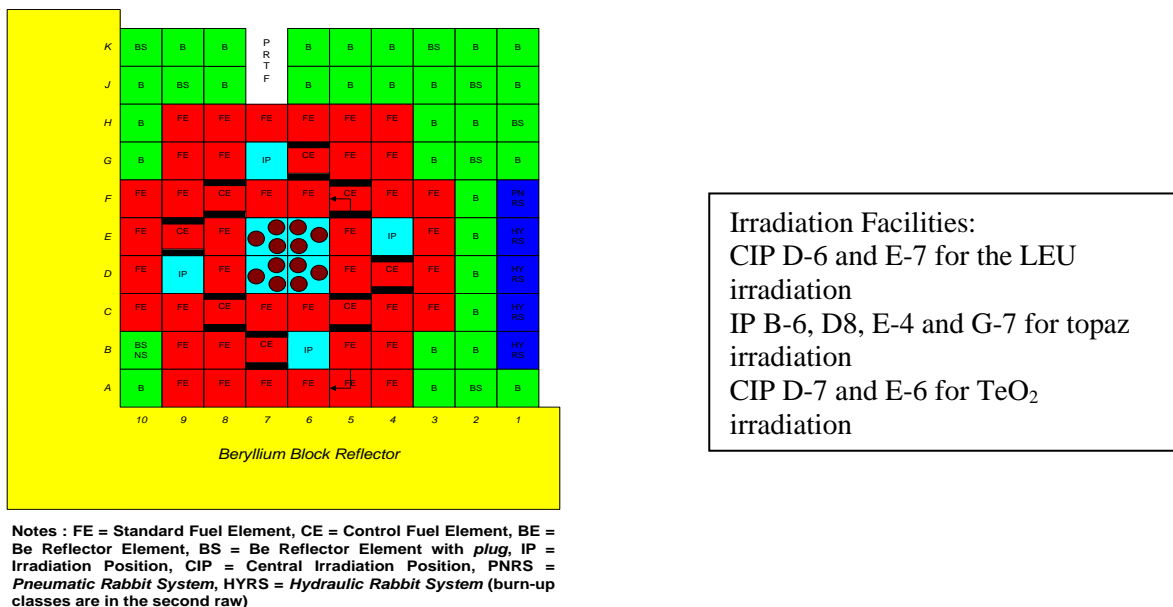 P
R
T
F
K BS B B B B B BS B B
J B BS B B B B B BS B
H B FE FE FE FE FE FE B B BS
G B FE FE IP CE FE FE B BS B
F FE FE CE FE FE CE FE FE B PN
RS
E FE CE FE FE IP FE B HY
RS
D FE IP FE FE CE FE B HY
RS
C FE FE CE FE FE CE FE FE B HY
RS
B BS FE FE CE IP FE FE B B HY
NS RS
A B FE FE FE FE FE FE B BS B
10 9 8 7 6 5 4 3 2 1
Beryllium Block Reflector
Notes : FE = Standard Fuel Element, CE = Control Fuel Element, BE =
Be Reflector Element, BS = Be Reflector Element with plug, IP =
Irradiation Position, CIP = Central Irradiation Position, PNRS =
Pneumatic Rabbit System, HYRS = Hydraulic Rabbit System (burn-up
classes are in the second raw)
Irradiation Facilities:
CIP D-6 and E-7 for the LEU
irradiation
IP B-6, D8, E-4 and G-7 for topaz
irradiation
CIP D-7 and E-6 for TeO₂
irradiation